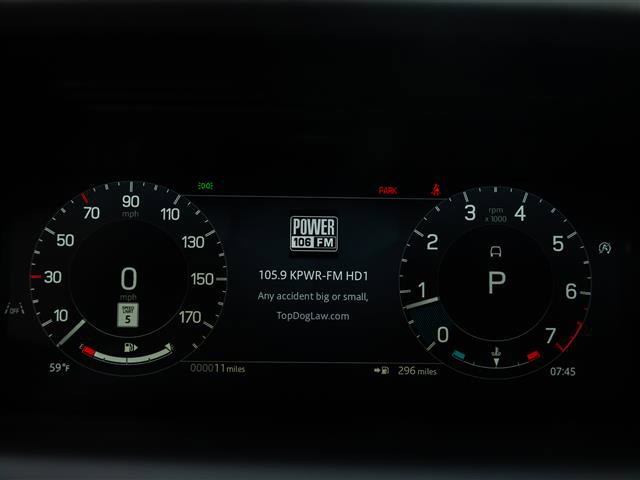 PARK
90
mph
70
110
50
130
30
0
150
mph
10
SPEED
LIMIT
5
170
E
F
59°F
POWER
106 FM
105.9 KPWR-FM HD1
Any accident big or small,
TopDogLaw.com
000011 miles
296 miles
3
rpm
x 1000
4
2
5
P
1
6
0
7
07:45
OFF